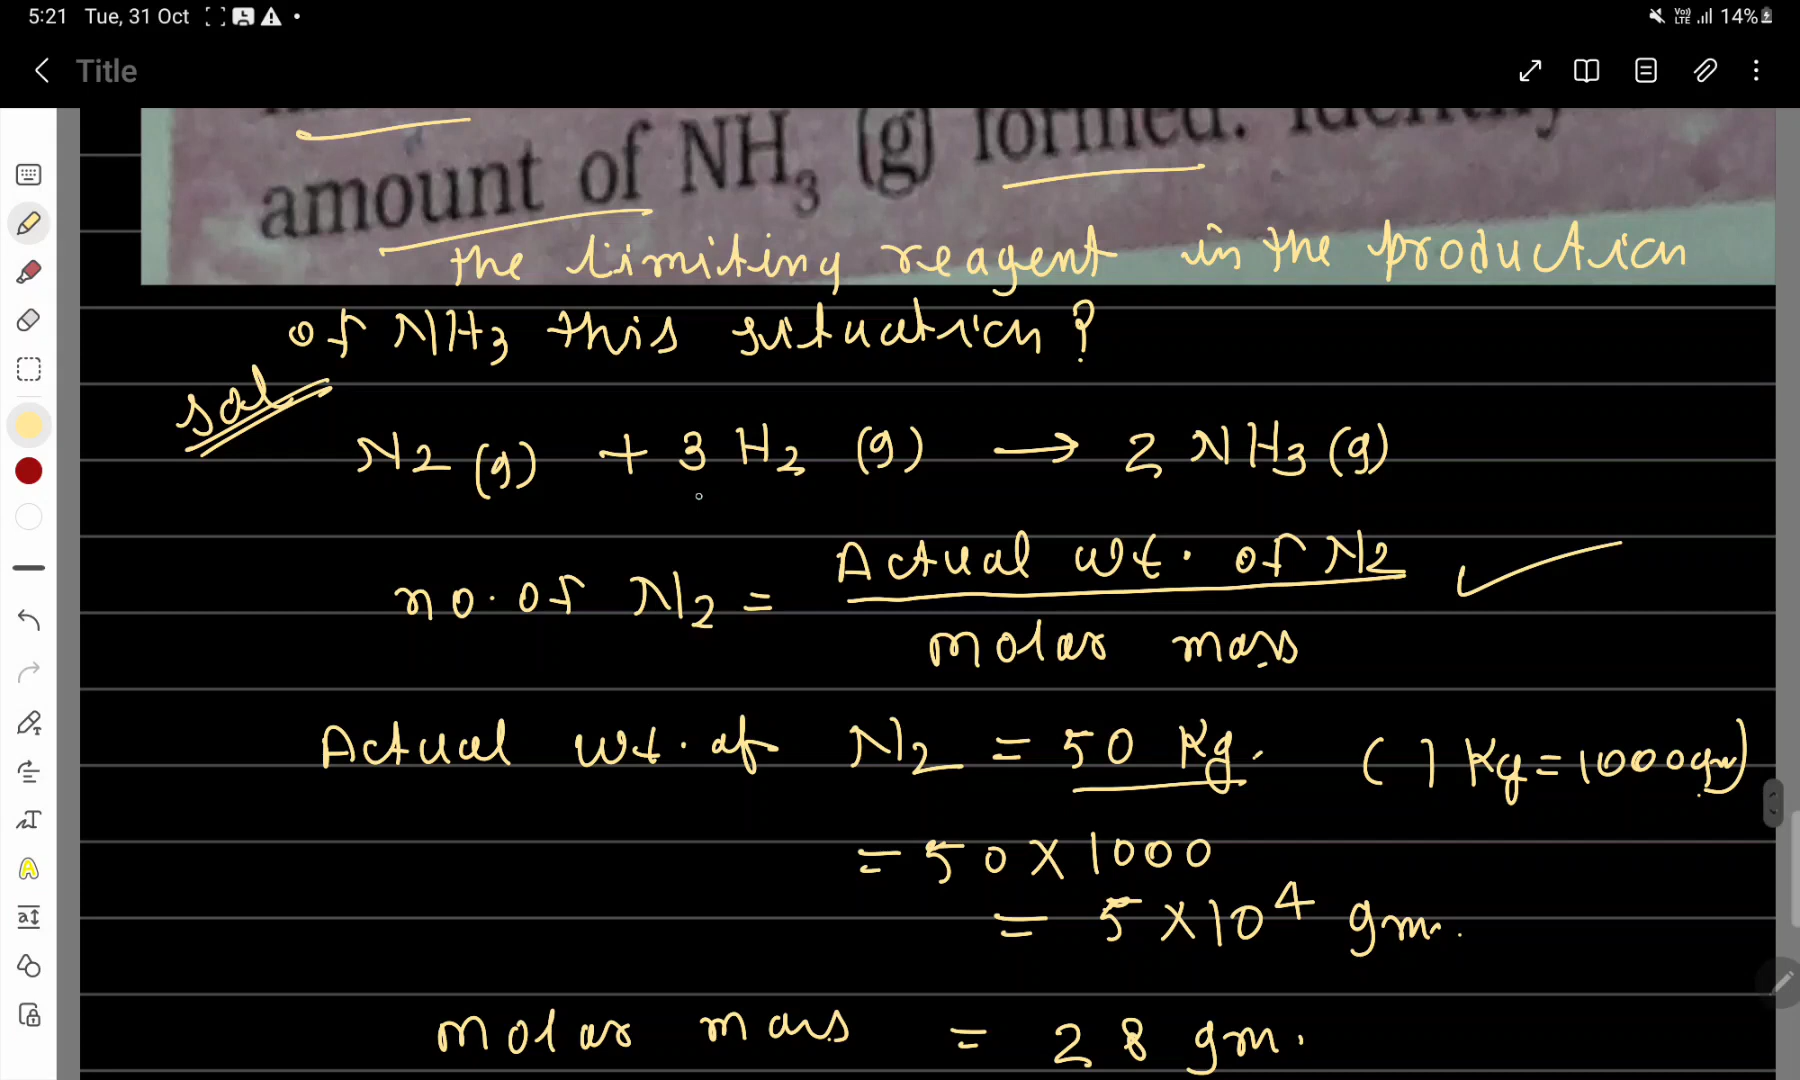 5:21 Tue, 31 Oct 14%
Title
amount of NH3 (g) formed. Identify
the limiting reagent in the production
of NH3 this situation?
sol
N2 (g) + 3 H2 (g) → 2 NH3 (g)
no. of N2 = Actual wt. of N2
molar mass
Actual wt. of N2 = 50 Kg. (1 Kg = 1000 gm)
= 50 X 1000
= 5 X 10^4 gm.
molar mass = 28 gm.